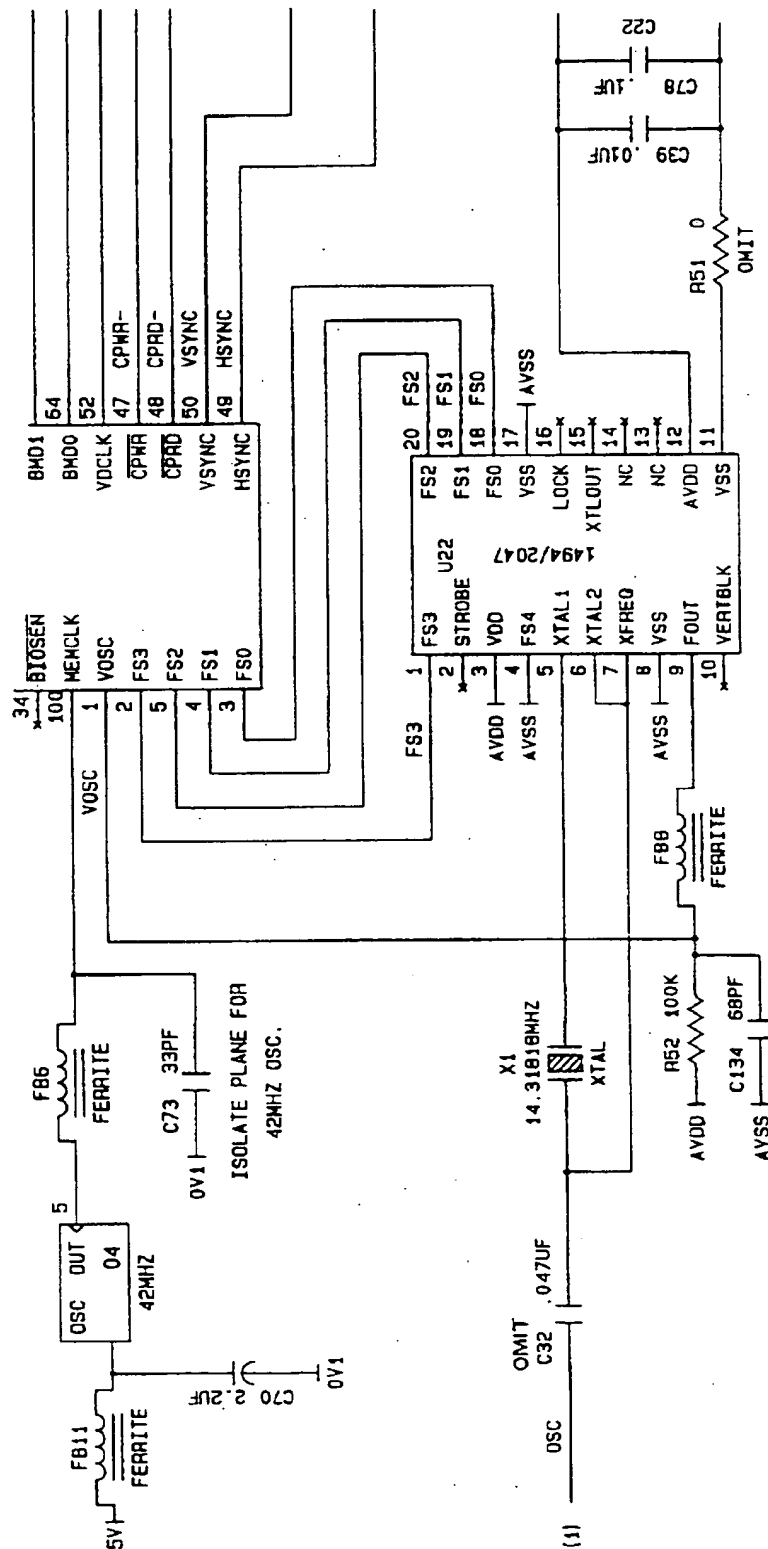 34
BIOSEN
100
MEMCLK
1
VOSC
2
FS3
5
FS2
4
FS1
3
FS0
BMD1
64
BMD0
52
VDCLK
47
CPWR
48
CPRD
50
VSYNC
49
HSYNC
CPWR-
CPRD-
VSYNC
HSYNC
VOSC
5V
FB11
FERRITE
C70 2.2UF
0V1
OSC OUT
O4
5
42MHZ
FB6
FERRITE
C73 33PF
0V1
ISOLATE PLANE FOR
42MHZ OSC.
FS3
1
FS3
2
STROBE
AVDD
3
VDD
AVSS
4
FS4
5
XTAL1
6
XTAL2
7
XFREQ
AVSS
8
VSS
9
FOUT
10
VERTBLK
U22
1494/2047
FS2
20
FS2
FS1
19
FS1
FS0
18
FS0
VSS
17
AVSS
LOCK
16
XTLOUT
15
NC
14
NC
13
AVDD
12
VSS
11
(1)
OSC
OMIT
C32
.047UF
X1
14.31818MHZ
XTAL
FB8
FERRITE
R52 100K
AVDD
C134 68PF
AVSS
R51 0
OMIT
C39 .01UF
C78 .1UF
C22